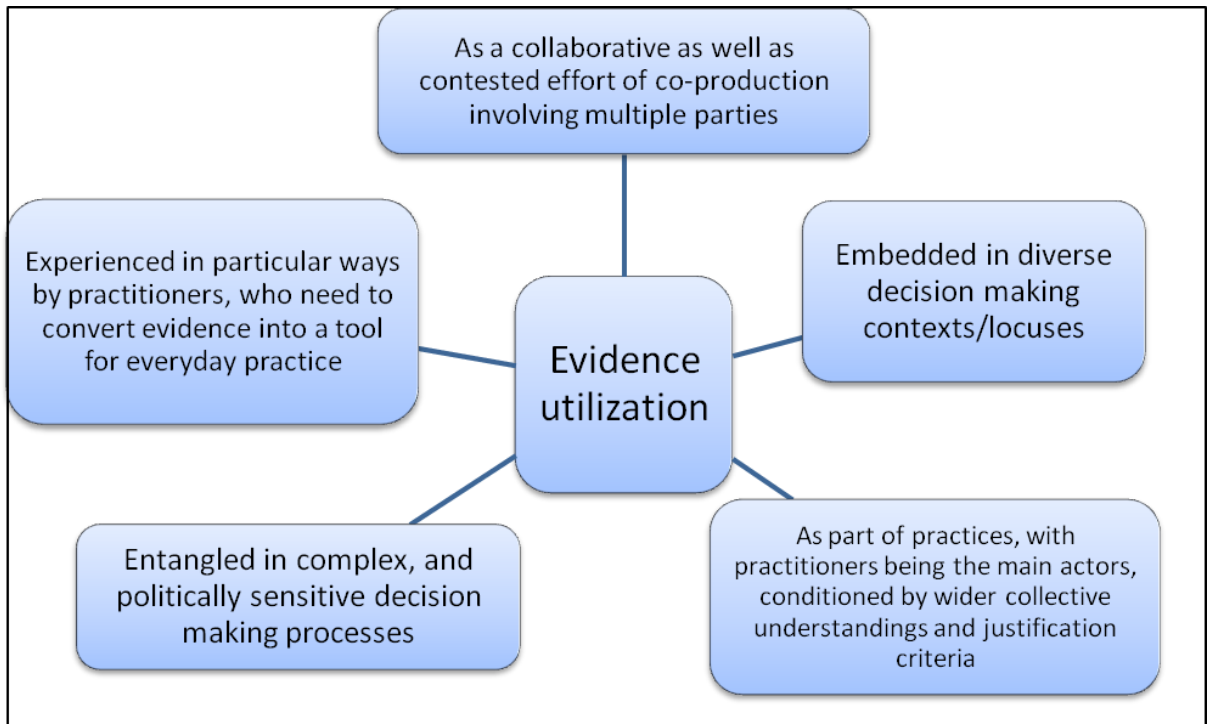 As a collaborative as well as
contested effort of co-production
involving multiple parties
Experienced in particular ways
by practitioners, who need to
convert evidence into a tool
for everyday practice
Embedded in diverse
decision making
contexts/locuses
Evidence
utilization
Entangled in complex, and
politically sensitive decision
making processes
As part of practices, with
practitioners being the main actors,
conditioned by wider collective
understandings and justification
criteria